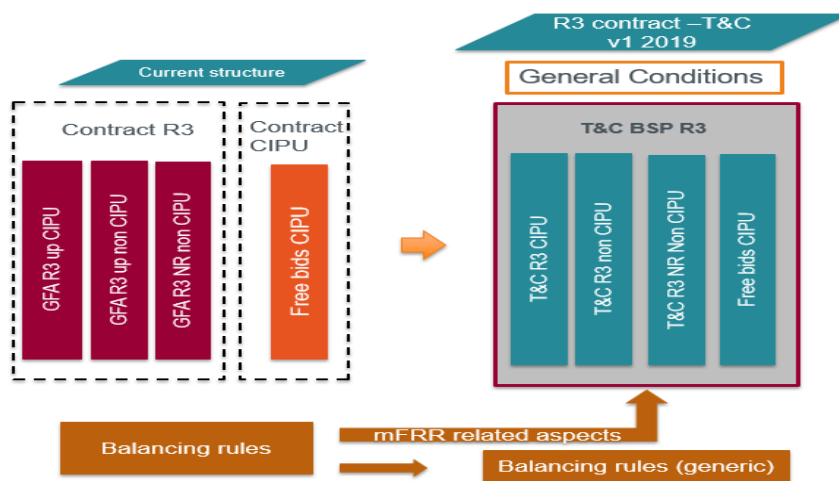 R3 contract –T&C
v1 2019
Current structure
General Conditions
Contract R3
Contract
CIPU
T&C BSP R3
GFA R3 up CIPU
GFA R3 up non CIPU
GFA R3 NR non CIPU
Free bids CIPU
T&C R3 CIPU
T&C R3 non CIPU
T&C R3 NR Non CIPU
Free bids CIPU
mFRR related aspects
Balancing rules
Balancing rules (generic)